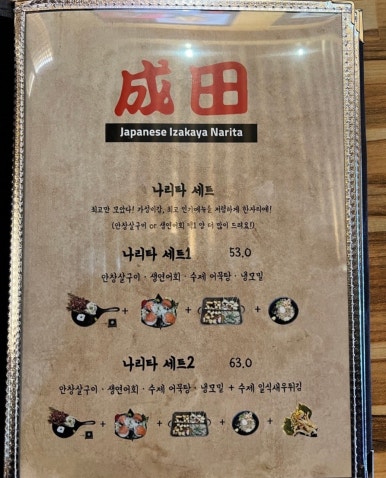 成田
Japanese Izakaya Narita
나리타 세트
최고만 모았다! 가성비갑, 최고 인기메뉴를 저렴하게 한자리에!
(안창살구이 or 생연어회 택1 양 더 많이 드려요!)
나리타 세트1 53.0
안창살구이 · 생연어회 · 수제 어묵탕 · 냉모밀
+ + +
나리타 세트2 63.0
안창살구이 · 생연어회 · 수제 어묵탕 · 냉모밀 + 수제 일식새우튀김
+ + + +